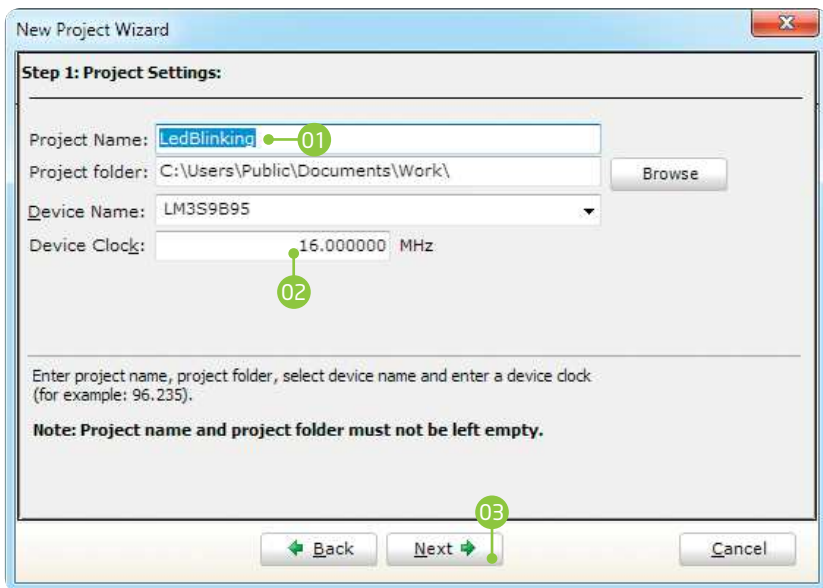 New Project Wizard
Step 1: Project Settings:
Project Name: LedBlinking 01
Project folder: C:\Users\Public\Documents\Work\ Browse
Device Name: LM3S9B95
Device Clock: 16.000000 MHz
02
Enter project name, project folder, select device name and enter a device clock
(for example: 96.235).
Note: Project name and project folder must not be left empty.
03
Back Next Cancel